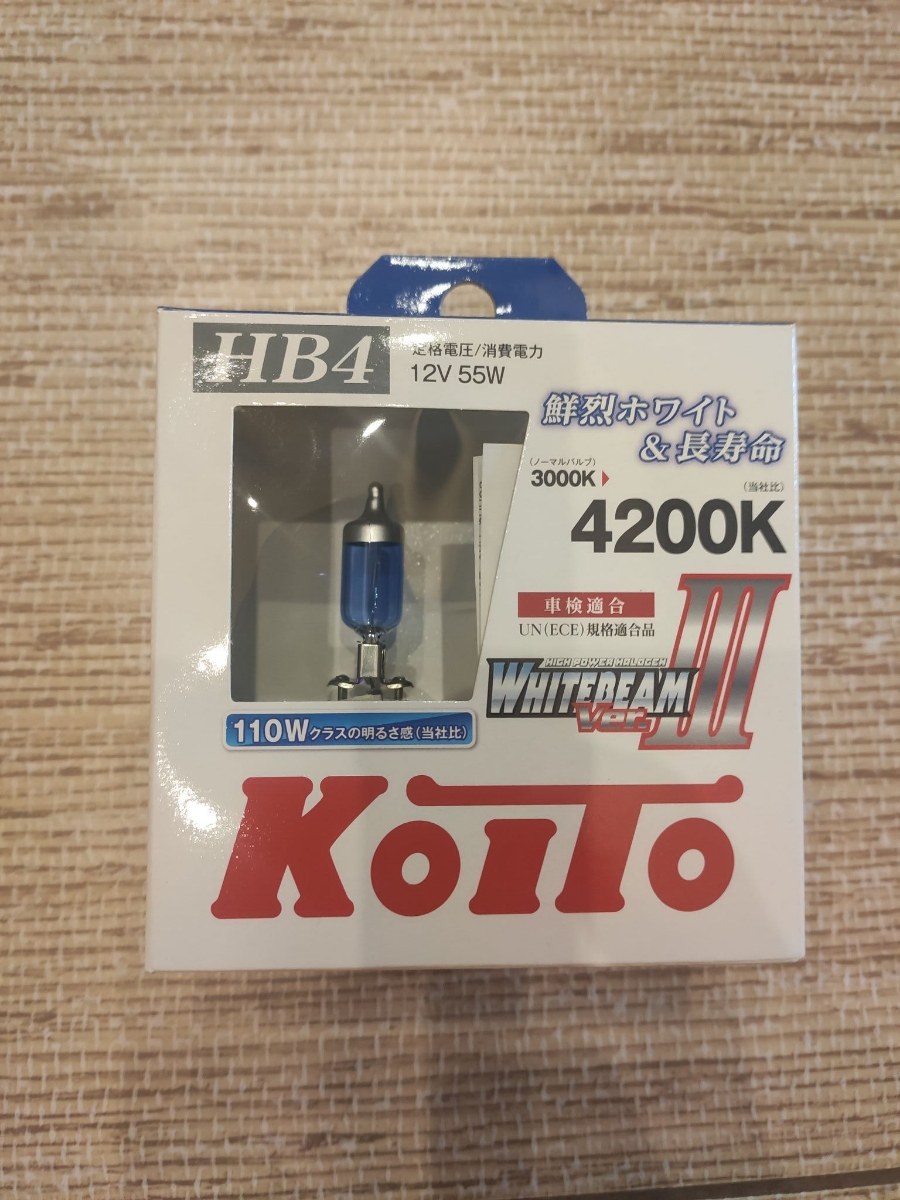 HB4
定格電圧/消費電力
12V 55W
鮮烈ホワイト
&長寿命
(ノーマルバルブ)
3000K
(当社比)
4200K
車検適合
UN(ECE)規格適合品
HIGH POWER HALOGEN
WHITEBEAM
Ver.
III
110Wクラスの明るさ感(当社比)
KoiTo